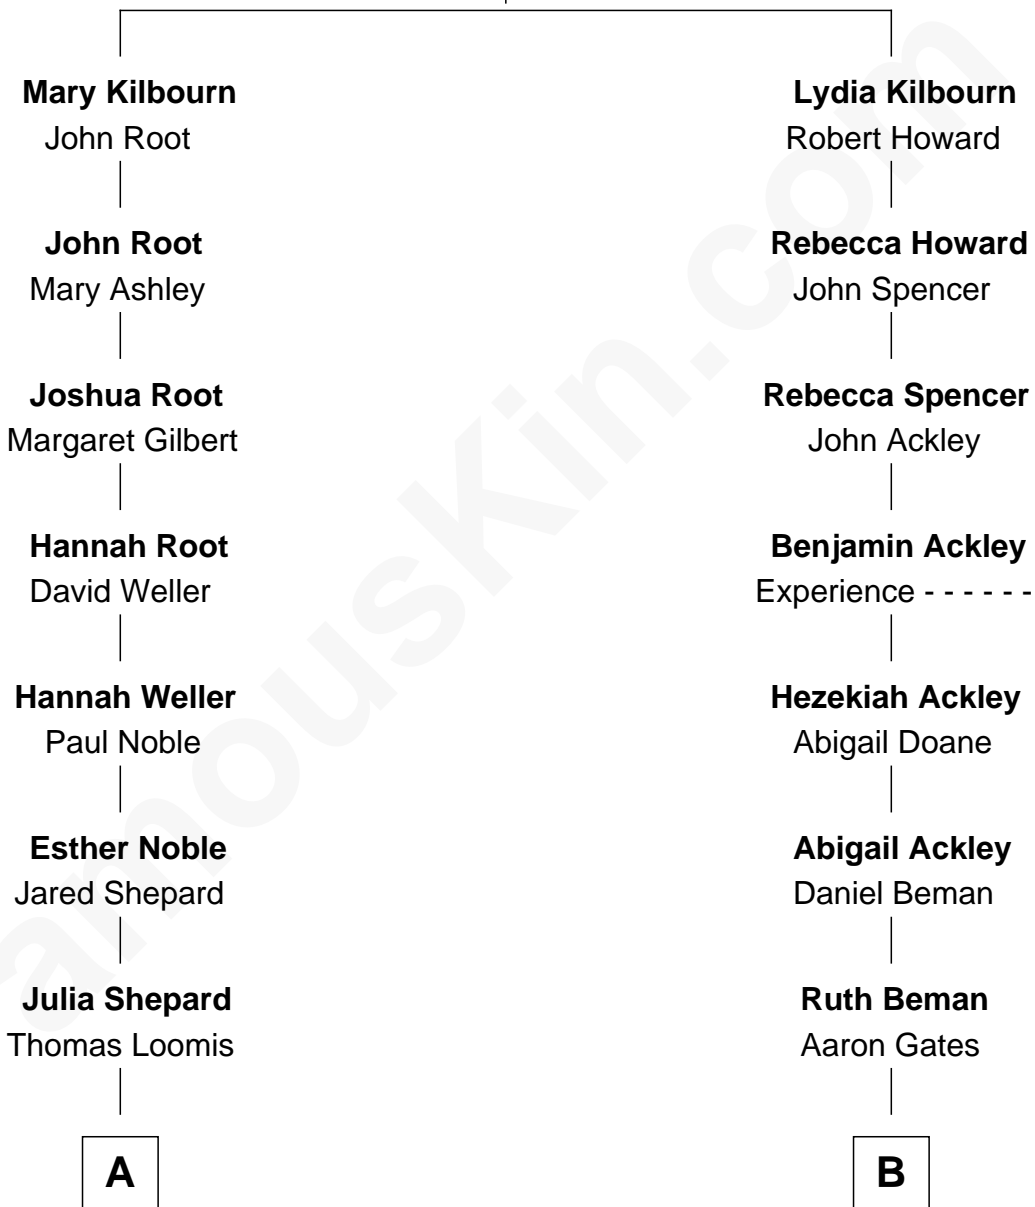 Mary Kilbourn
John Root
John Root
Mary Ashley
Joshua Root
Margaret Gilbert
Hannah Root
David Weller
Hannah Weller
Paul Noble
Esther Noble
Jared Shepard
Julia Shepard
Thomas Loomis
A
Lydia Kilbourn
Robert Howard
Rebecca Howard
John Spencer
Rebecca Spencer
John Ackley
Benjamin Ackley
Experience - - - - - -
Hezekiah Ackley
Abigail Doane
Abigail Ackley
Daniel Beman
Ruth Beman
Aaron Gates
B
amouskin.com